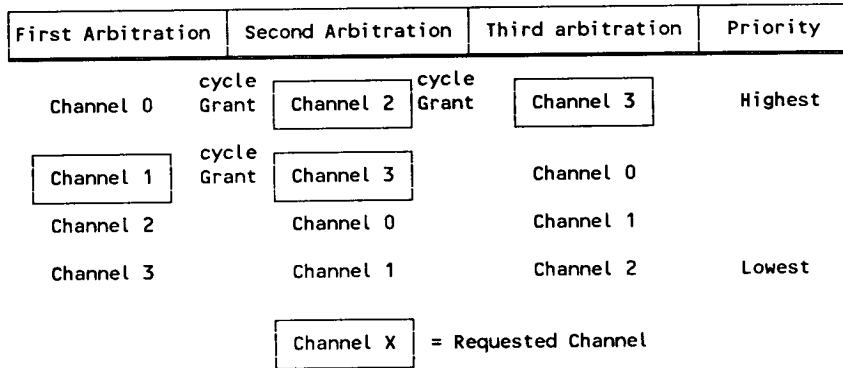 First Arbitration Second Arbitration Third arbitration Priority
cycle cycle
Channel 0 Grant Channel 2 Grant Channel 3 Highest
cycle
Channel 1 Grant Channel 3 Channel 0
Channel 2 Channel 0 Channel 1
Channel 3 Channel 1 Channel 2 Lowest
Channel X = Requested Channel